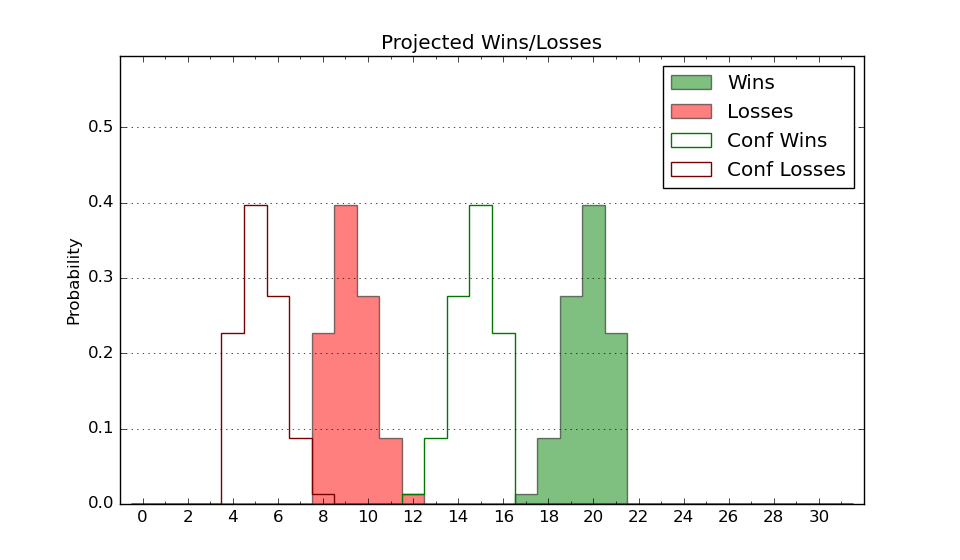 Projected Wins/Losses
Wins
Losses
Conf Wins
Conf Losses
Probability
0.5
0.4
0.3
0.2
0.1
0.0
0 2 4 6 8 10 12 14 16 18 20 22 24 26 28 30